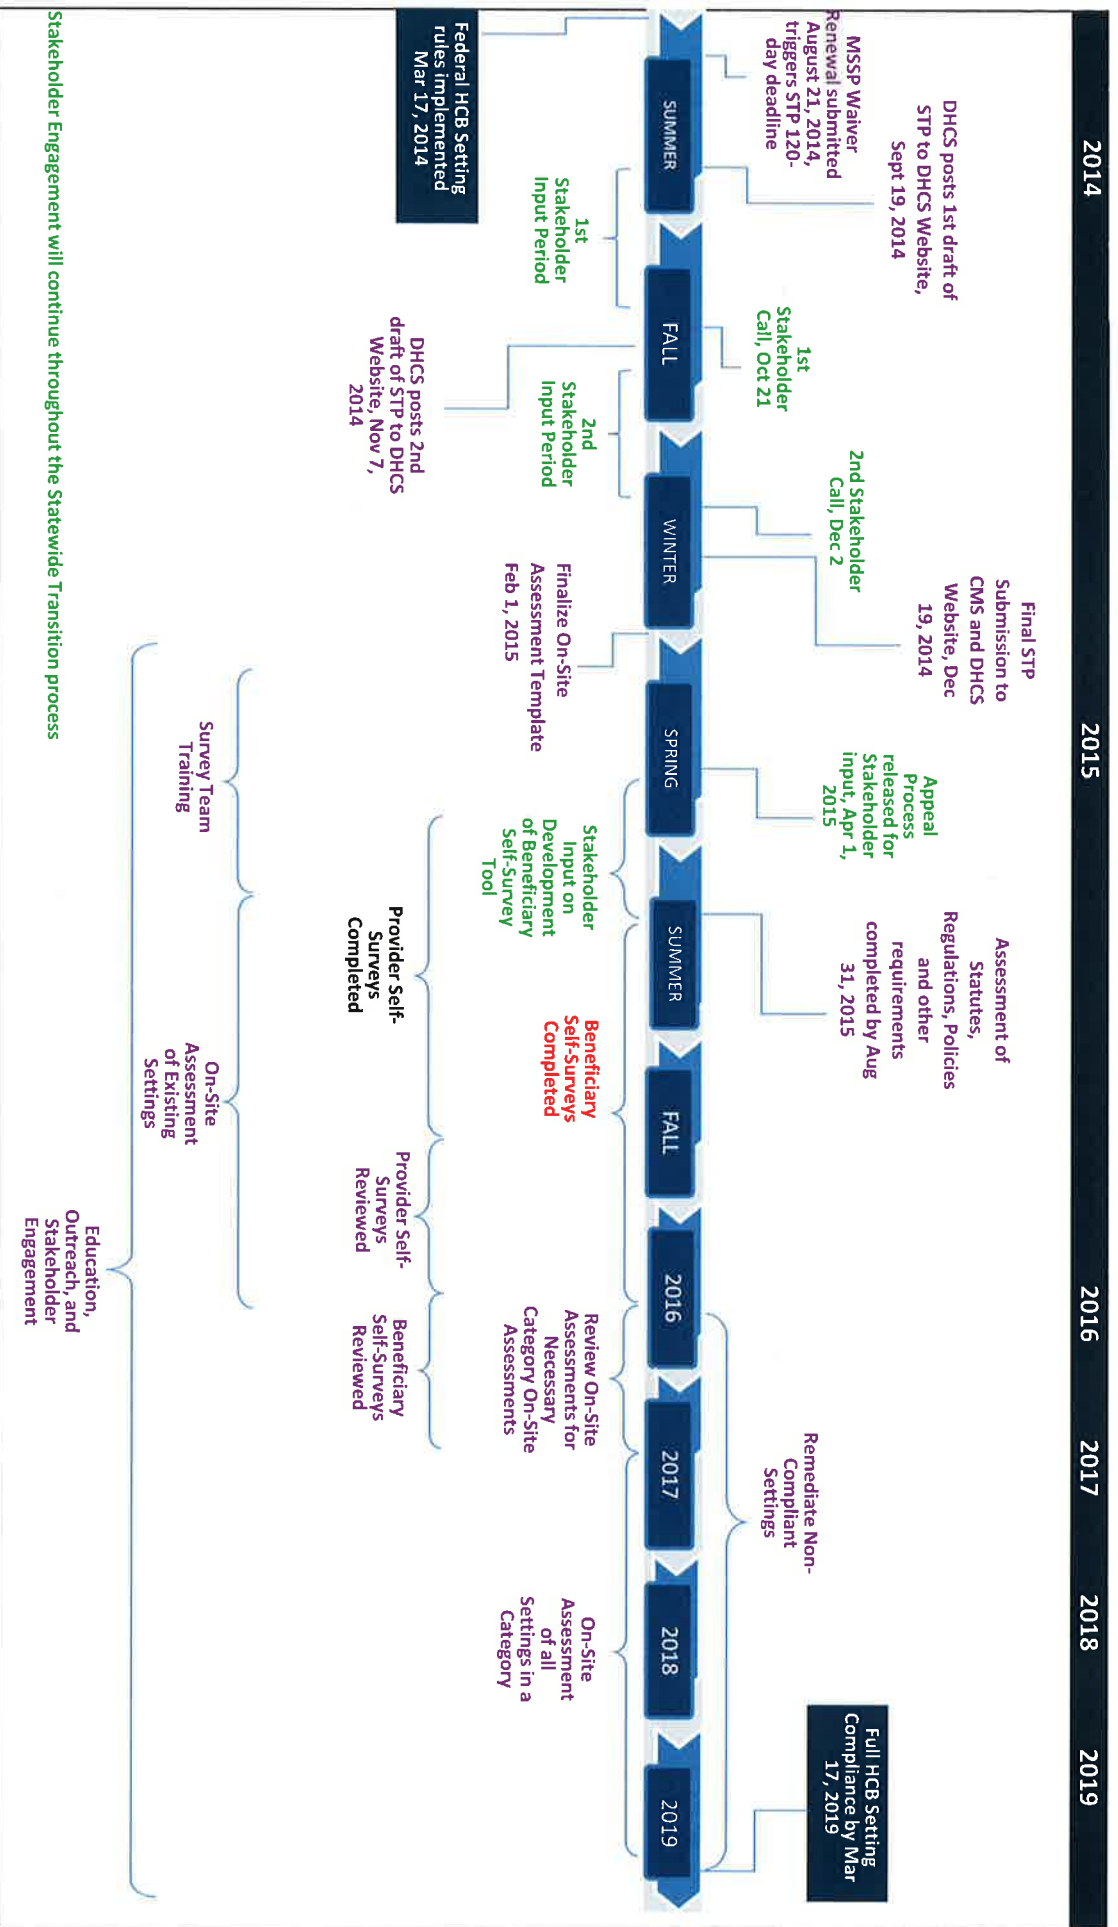 2014
2015
2016
2017
2018
2019
DHCS posts 1st draft of
STP to DHCS Website,
Sept 19, 2014
MSSP Waiver
Renewal submitted
August 21, 2014,
triggers STP 120-
day deadline
1st
Stakeholder
Call, Oct 21
2nd Stakeholder
Call, Dec 2
Final STP
Submission to
CMS and DHCS
Website, Dec
19, 2014
Appeal
Process
released for
Stakeholder
input, Apr 1,
2015
Assessment of
Statutes,
Regulations, Policies
and other
requirements
completed by Aug
31, 2015
Remediate Non-
Compliant
Settings
Full HCB Setting
Compliance by Mar
17, 2019
SUMMER
FALL
WINTER
SPRING
SUMMER
FALL
2016
2017
2018
2019
Federal HCB Setting
rules implemented
Mar 17, 2014
1st
Stakeholder
Input Period
DHCS posts 2nd
draft of STP to DHCS
Website, Nov 7,
2014
2nd
Stakeholder
Input Period
Finalize On-Site
Assessment Template
Feb 1, 2015
Stakeholder
Input on
Development
of Beneficiary
Self-Survey
Tool
Beneficiary
Self-Surveys
Completed
Review On-Site
Assessments for
Necessary
Category On-Site
Assessments
On-Site
Assessment
of all
Settings in a
Category
Provider Self-
Surveys
Completed
Provider Self-
Surveys
Reviewed
Beneficiary
Self-Surveys
Reviewed
Survey Team
Training
On-Site
Assessment
of Existing
Settings
Education,
Outreach, and
Stakeholder
Engagement
Stakeholder Engagement will continue throughout the Statewide Transition process